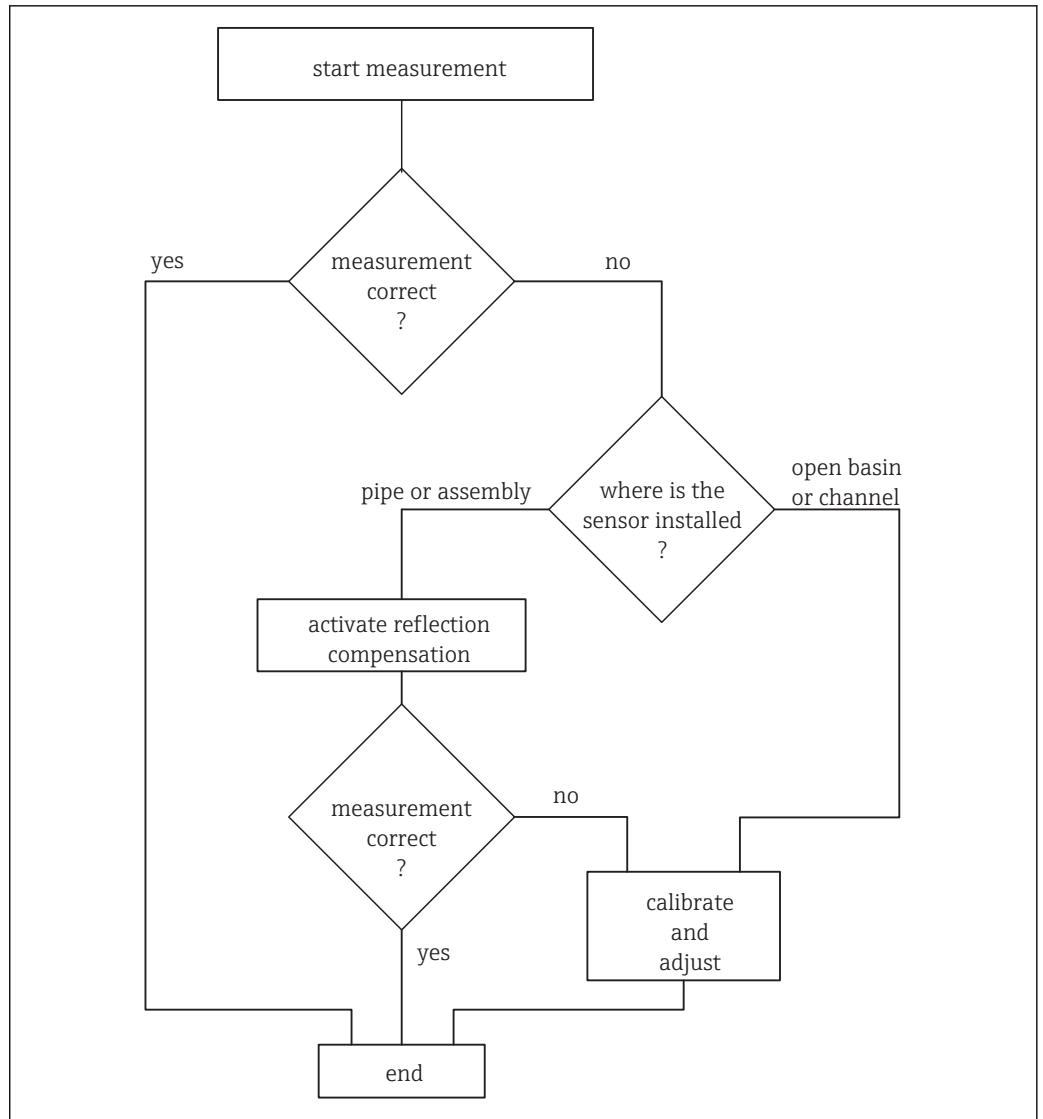 start measurement
yes
measurement
correct
?
no
pipe or assembly
where is the
sensor installed
?
open basin
or channel
activate reflection
compensation
measurement
correct
?
no
yes
calibrate
and
adjust
end